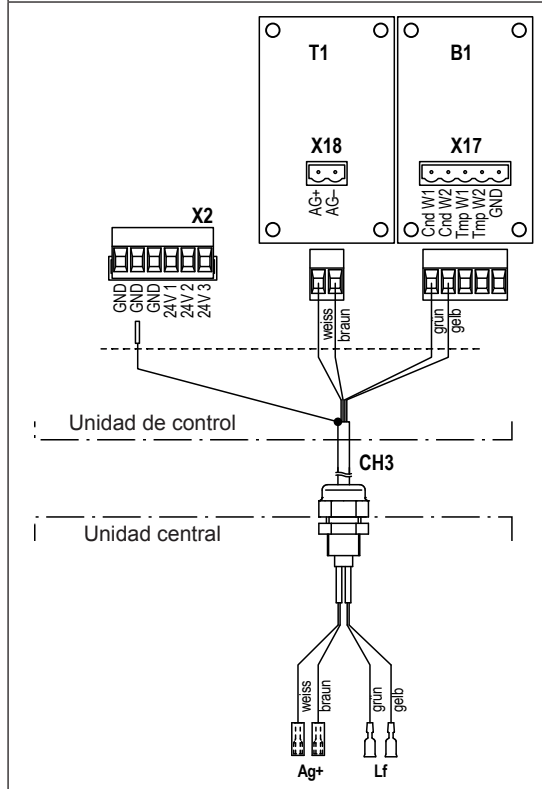 T1
B1
X18
X17
AG+
AG–
Cnd W1
Cnd W2
Tmp W1
Tmp W2
GND
X2
GND
GND
GND
24V 1
24V 2
24V 3
weiss
braun
grün
gelb
Unidad de control
CH3
Unidad central
weiss
braun
grün
gelb
Ag+
Lf